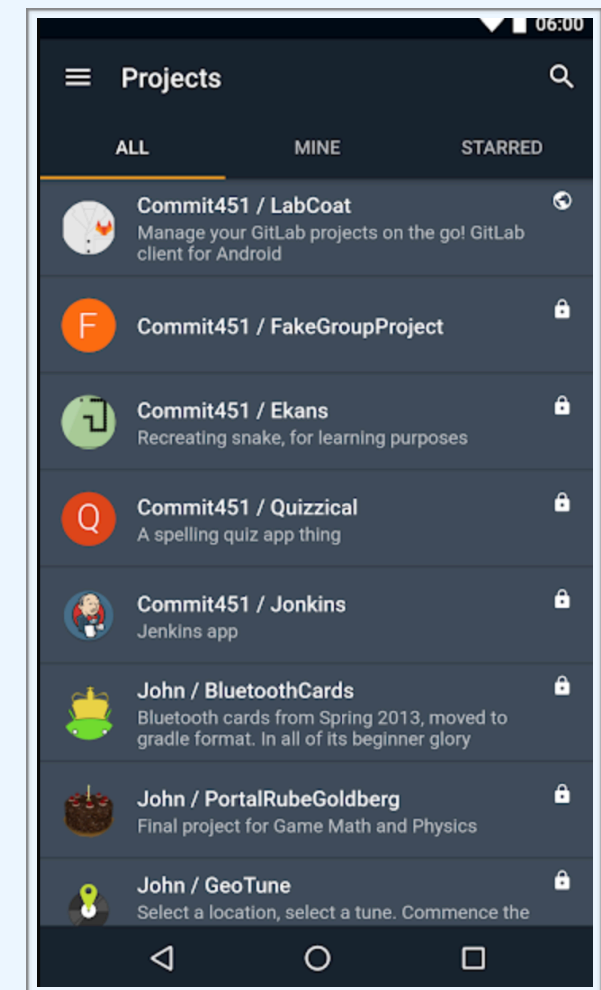 06:00
Projects
ALL MINE STARRED
Commit451 / LabCoat
Manage your GitLab projects on the go! GitLab
client for Android
F
Commit451 / FakeGroupProject
Commit451 / Ekans
Recreating snake, for learning purposes
Q
Commit451 / Quizzical
A spelling quiz app thing
Commit451 / Jonkins
Jenkins app
John / BluetoothCards
Bluetooth cards from Spring 2013, moved to
gradle format. In all of its beginner glory
John / PortalRubeGoldberg
Final project for Game Math and Physics
John / GeoTune
Select a location, select a tune. Commence the